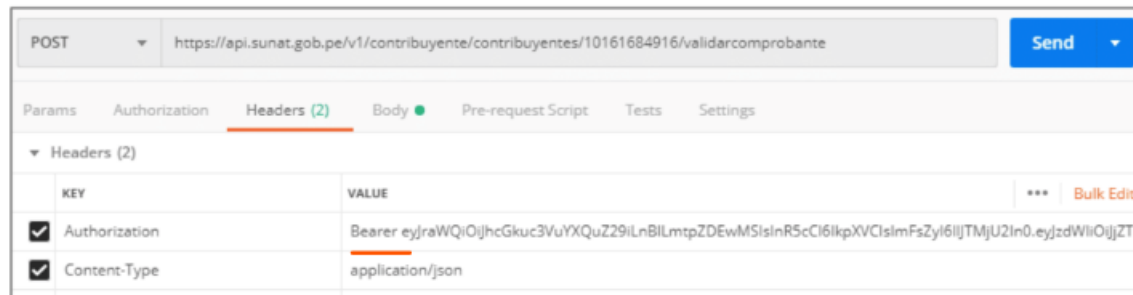 POST https://api.sunat.gob.pe/v1/contribuyente/contribuyentes/10161684916/validarcomprobante Send
Params Authorization Headers (2) Body Pre-request Script Tests Settings
Headers (2)
KEY VALUE ••• Bulk Edit
Authorization Bearer eyJraWQiOiJhcGkuc3VuYXQuZ29iLnBlLmtpZDEwMSIsInR5cCI6IkpXVCIsImFsZyI6IlJTMjU2In0.eyJzdWIiOiJjZT
Content-Type application/json